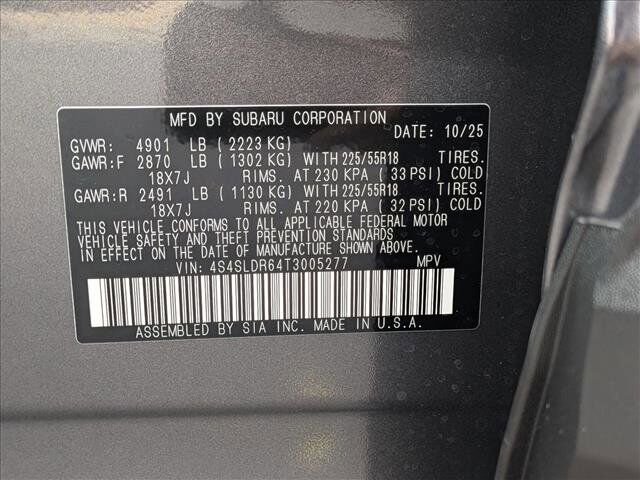 MFD BY SUBARU CORPORATION
DATE: 10/25
GVWR: 4901 LB ( 2223 KG)
GAWR:F 2870 LB ( 1302 KG) WITH 225/55R18 TIRES.
18X7J RIMS. AT 230 KPA ( 33 PSI) COLD
GAWR:R 2491 LB ( 1130 KG) WITH 225/55R18 TIRES.
18X7J RIMS. AT 220 KPA ( 32 PSI) COLD
THIS VEHICLE CONFORMS TO ALL APPLICABLE FEDERAL MOTOR
VEHICLE SAFETY AND THEFT PREVENTION STANDARDS
IN EFFECT ON THE DATE OF MANUFACTURE SHOWN ABOVE.
VIN: 4S4SLDR64T3005277 MPV
ASSEMBLED BY SIA INC. MADE IN U.S.A.